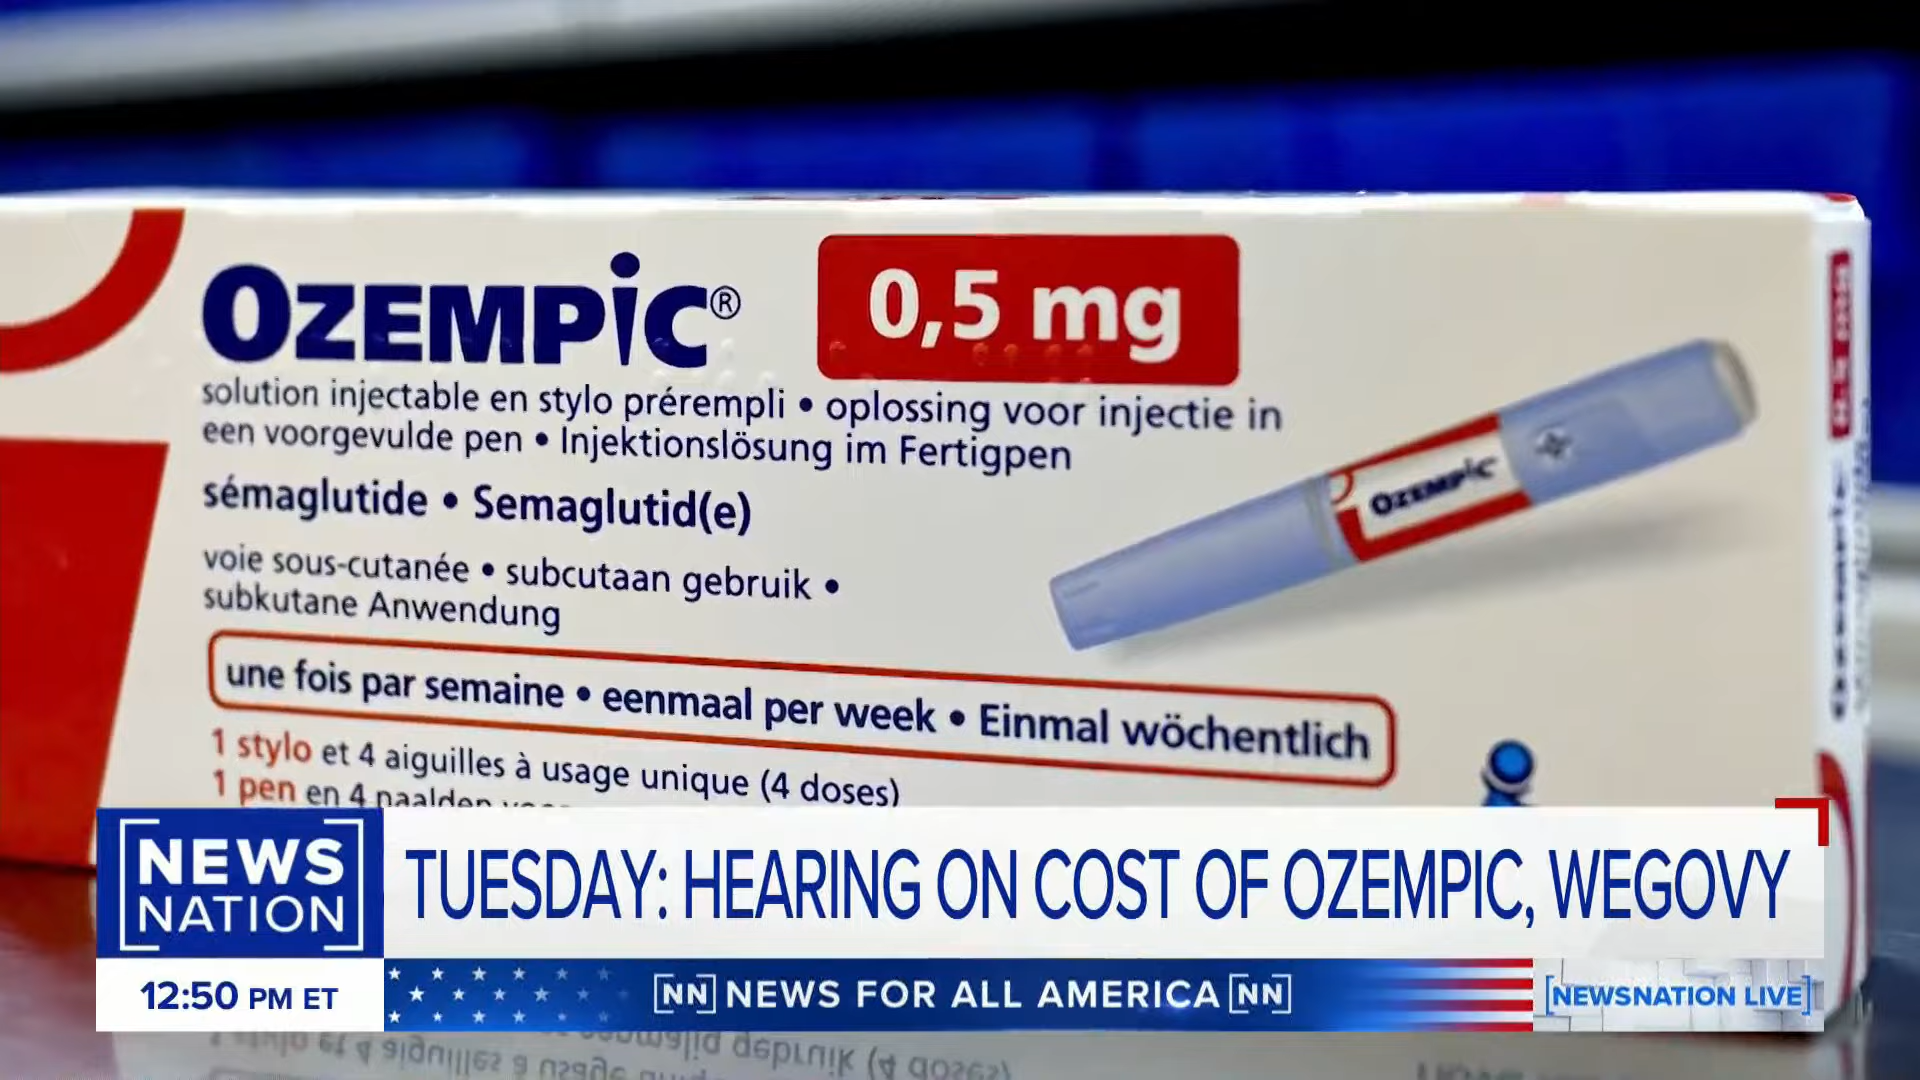 OZEMPIC®
0,5 mg
solution injectable en stylo prérempli • oplossing voor injectie in
een voorgevulde pen • Injektionslösung im Fertigpen
sémaglutide • Semaglutid(e)
voie sous-cutanée • subcutaan gebruik •
subkutane Anwendung
OZEMPIC
une fois par semaine • eenmaal per week • Einmal wöchentlich
1 stylo et 4 aiguilles à usage unique (4 doses)
1 pen en 4 naalden
NEWS
NATION
TUESDAY: HEARING ON COST OF OZEMPIC, WEGOVY
12:50 PM ET
NN NEWS FOR ALL AMERICA NN
NEWSNATION LIVE